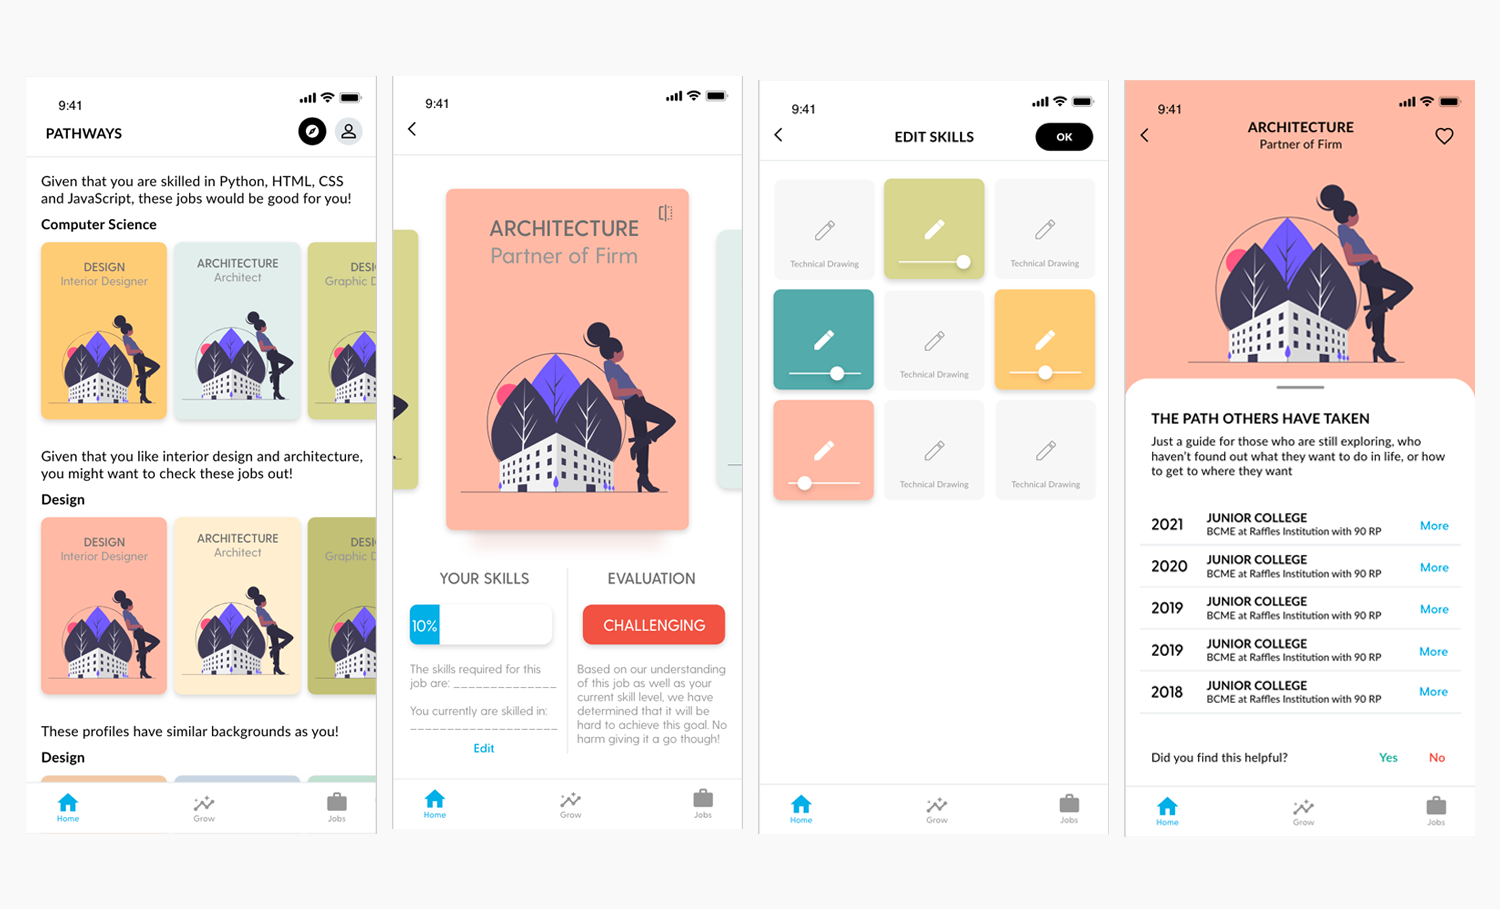 9:41
PATHWAYS
Given that you are skilled in Python, HTML, CSS
and JavaScript, these jobs would be good for you!
Computer Science
DESIGN
Interior Designer
ARCHITECTURE
Architect
DESI
Graphic D
Given that you like interior design and architecture,
you might want to check these jobs out!
Design
DESIGN
Interior Designer
ARCHITECTURE
Architect
DESI
Graphic D
These profiles have similar backgrounds as you!
Design
Home
Grow
Jobs
9:41
ARCHITECTURE
Partner of Firm
YOUR SKILLS
10%
The skills required for this
job are: _______________
You currently are skilled in:
_____________________
Edit
EVALUATION
CHALLENGING
Based on our understanding
of this job as well as your
current skill level, we have
determined that it will be
hard to achieve this goal. No
harm giving it a go though!
Home
Grow
Jobs
9:41
EDIT SKILLS
OK
Technical Drawing
Technical Drawing
Technical Drawing
Technical Drawing
Technical Drawing
Home
Grow
Jobs
9:41
ARCHITECTURE
Partner of Firm
THE PATH OTHERS HAVE TAKEN
Just a guide for those who are still exploring, who
haven't found out what they want to do in life, or how
to get to where they want
2021 JUNIOR COLLEGE
BCME at Raffles Institution with 90 RP More
2020 JUNIOR COLLEGE
BCME at Raffles Institution with 90 RP More
2019 JUNIOR COLLEGE
BCME at Raffles Institution with 90 RP More
2019 JUNIOR COLLEGE
BCME at Raffles Institution with 90 RP More
2018 JUNIOR COLLEGE
BCME at Raffles Institution with 90 RP More
Did you find this helpful? Yes No
Home
Grow
Jobs